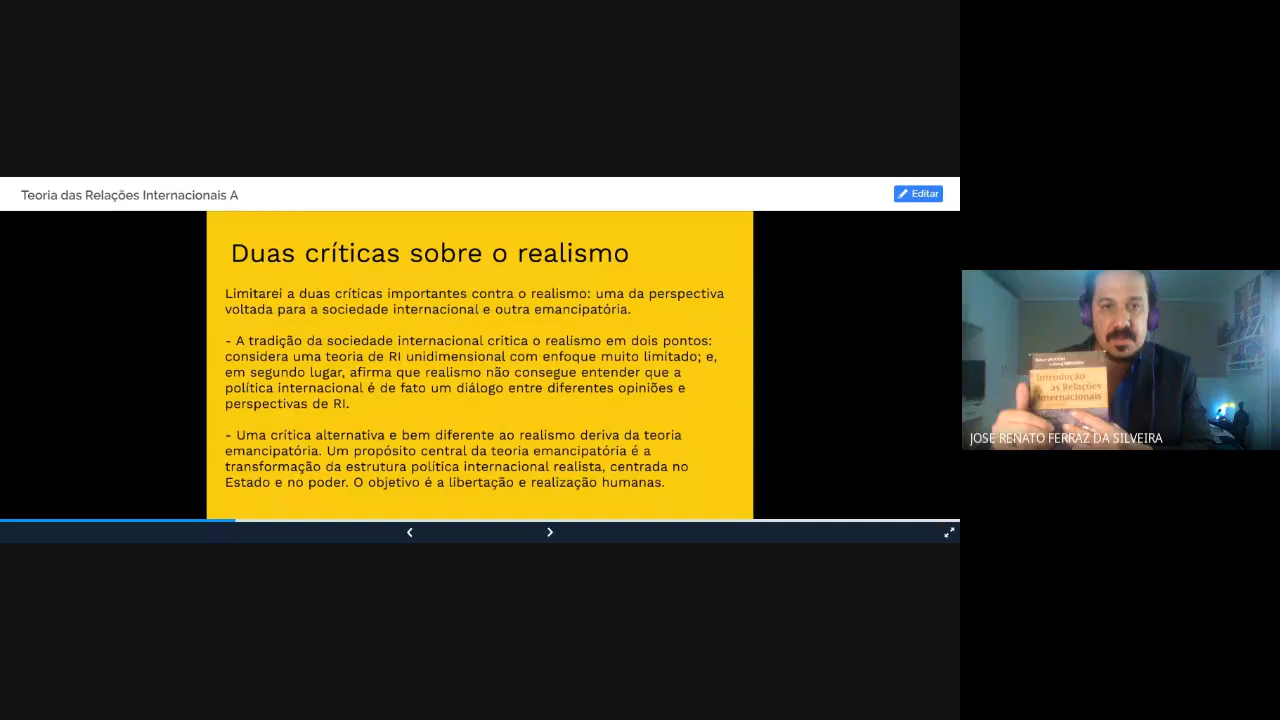 Teoria das Relações Internacionais A
Editar
Duas críticas sobre o realismo
Limitarei a duas críticas importantes contra o realismo: uma da perspectiva
voltada para a sociedade internacional e outra emancipatória.
- A tradição da sociedade internacional critica o realismo em dois pontos:
considera uma teoria de RI unidimensional com enfoque muito limitado; e,
em segundo lugar, afirma que realismo não consegue entender que a
política internacional é de fato um diálogo entre diferentes opiniões e
perspectivas de RI.
- Uma crítica alternativa e bem diferente ao realismo deriva da teoria
emancipatória. Um propósito central da teoria emancipatória é a
transformação da estrutura política internacional realista, centrada no
Estado e no poder. O objetivo é a libertação e realização humanas.
Introdução
às Relações
Internacionais
JOSE RENATO FERRAZ DA SILVEIRA